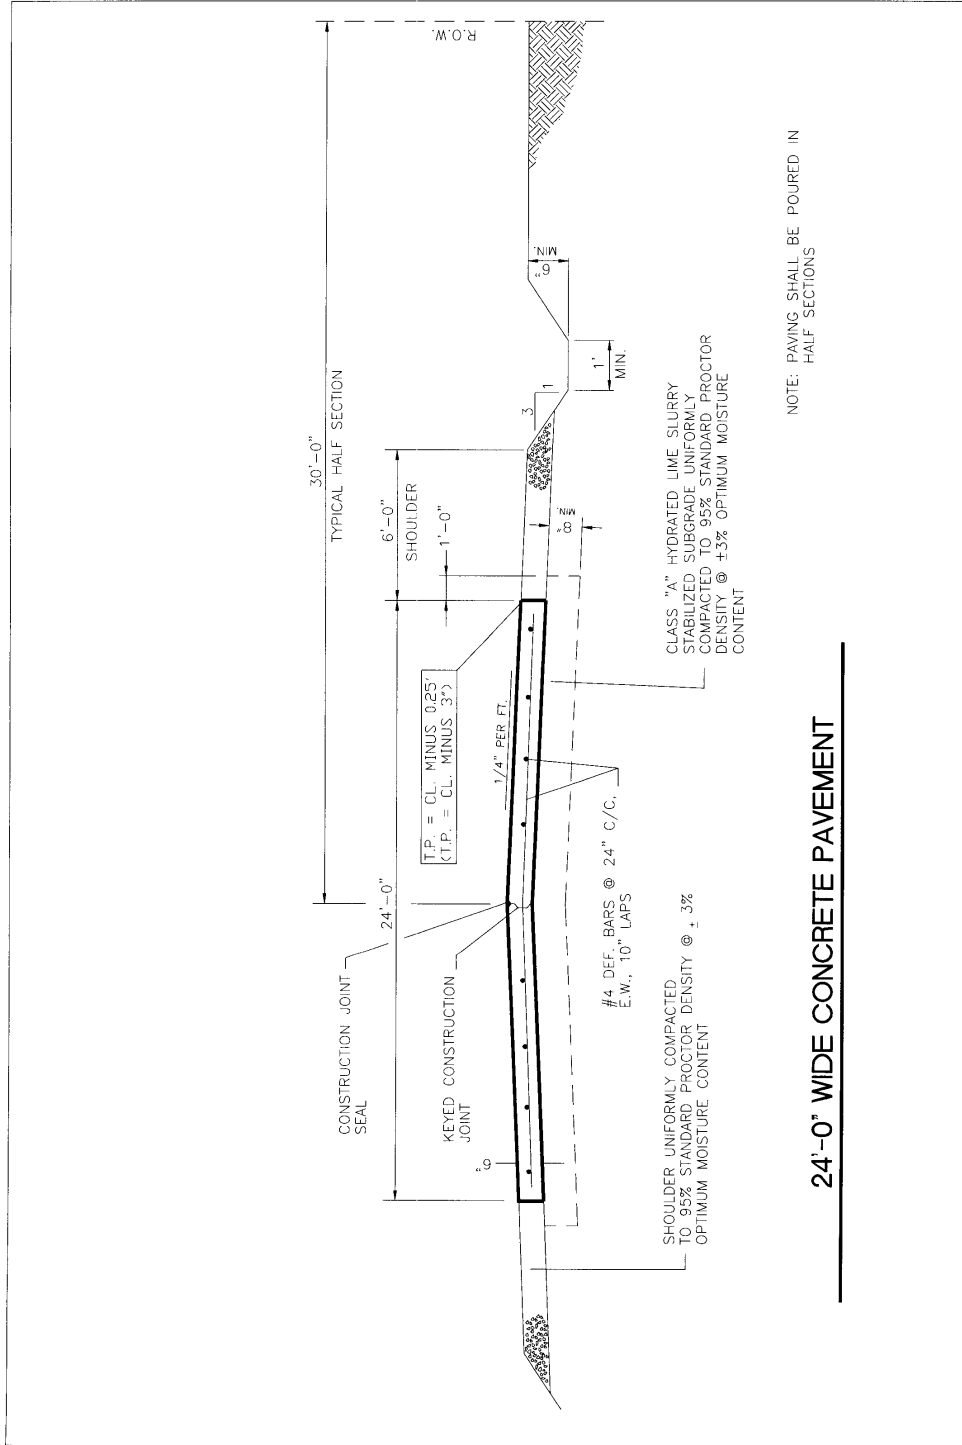 30'-0"
TYPICAL HALF SECTION
R.O.W.
6'-0"
SHOULDER
1'-0"
24'-0"
CONSTRUCTION JOINT
SEAL
KEYED CONSTRUCTION
JOINT
T.P. = CL. MINUS 0.25'
(T.P. = CL. MINUS 3")
1/4" PER FT.
6"
8"
MIN.
3
1
6"
MIN.
1'
MIN.
#4 DEF. BARS @ 24" C/C,
E.W., 10" LAPS
SHOULDER UNIFORMLY COMPACTED
TO 95% STANDARD PROCTOR DENSITY @ ± 3%
OPTIMUM MOISTURE CONTENT
CLASS "A" HYDRATED LIME SLURRY
STABILIZED SUBGRADE UNIFORMLY
COMPACTED TO 95% STANDARD PROCTOR
DENSITY @ ±3% OPTIMUM MOISTURE
CONTENT
NOTE: PAVING SHALL BE POURED IN
HALF SECTIONS
24'-0" WIDE CONCRETE PAVEMENT